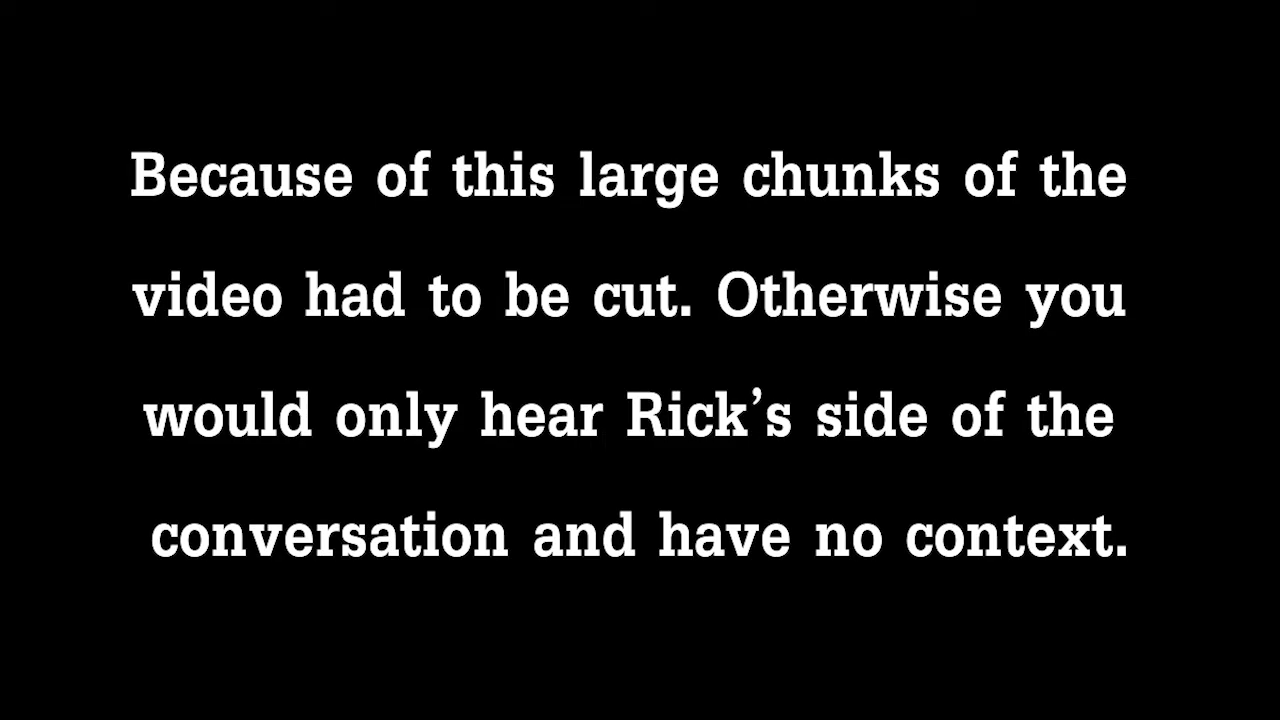 Because of this large chunks of the
video had to be cut. Otherwise you
would only hear Rick’s side of the
conversation and have no context.